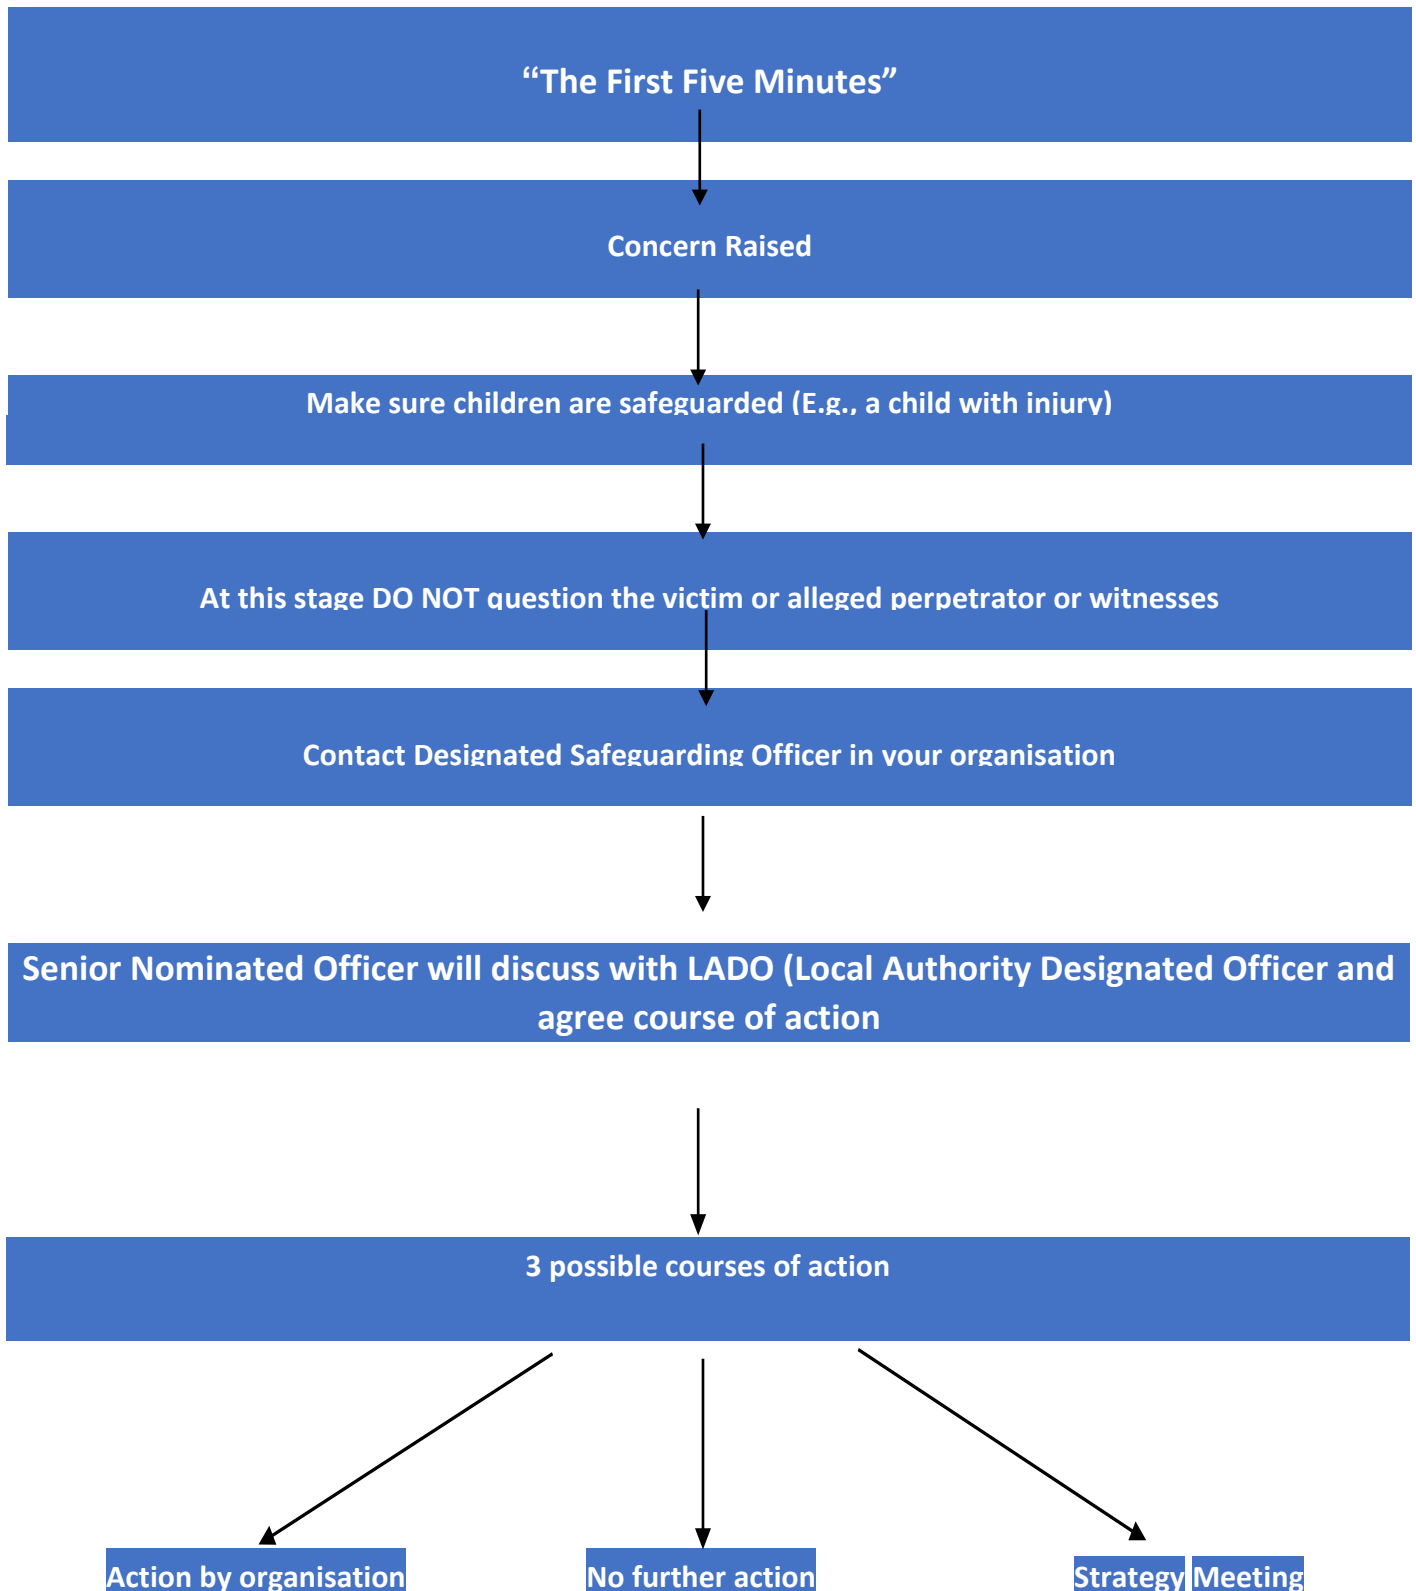 “The First Five Minutes”
Concern Raised
Make sure children are safeguarded (E.g., a child with injury)
At this stage DO NOT question the victim or alleged perpetrator or witnesses
Contact Designated Safeguarding Officer in your organisation
Senior Nominated Officer will discuss with LADO (Local Authority Designated Officer and
agree course of action
3 possible courses of action
Action by organisation
No further action
Strategy Meeting